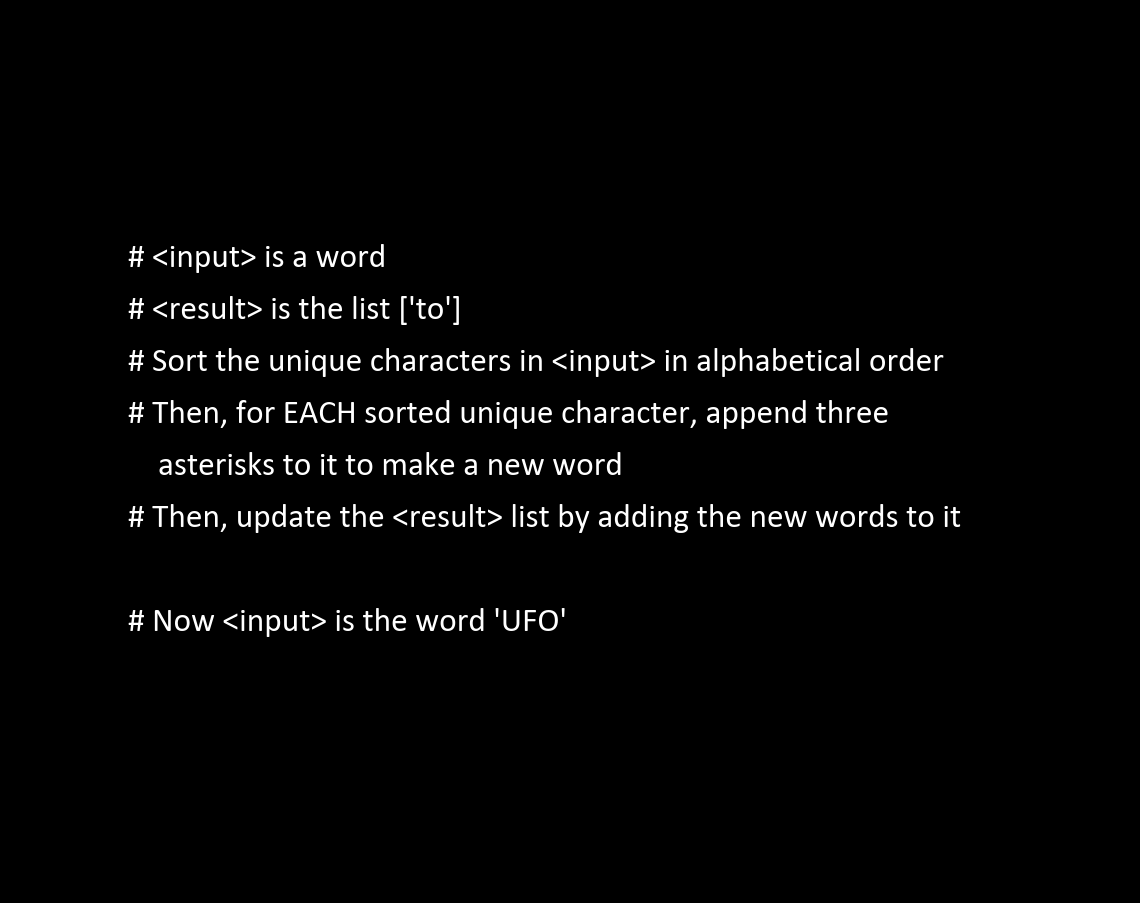 # <input> is a word
# <result> is the list ['to']
# Sort the unique characters in <input> in alphabetical order
# Then, for EACH sorted unique character, append three
asterisks to it to make a new word
# Then, update the <result> list by adding the new words to it
# Now <input> is the word 'UFO'